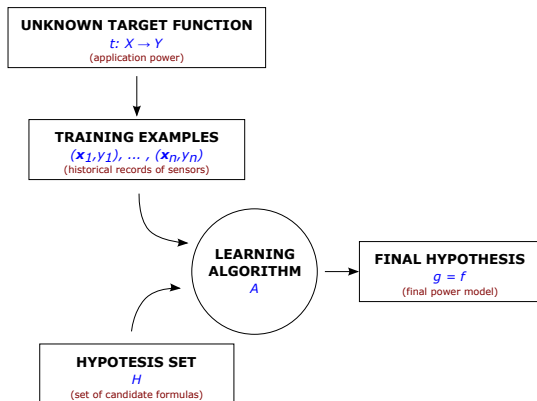 UNKNOWN TARGET FUNCTION
t: X → Y
(application power)
TRAINING EXAMPLES
(x1,y1), ... , (xn,yn)
(historical records of sensors)
LEARNING
ALGORITHM
A
FINAL HYPOTHESIS
g = f
(final power model)
HYPOTESIS SET
H
(set of candidate formulas)